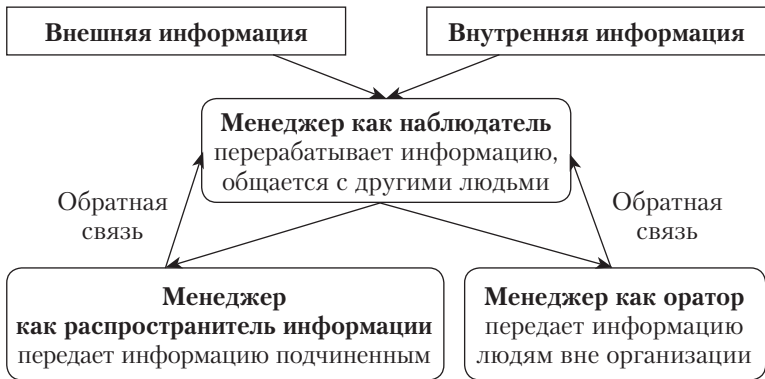 Внешняя информация
Внутренняя информация
Менеджер как наблюдатель
перерабатывает информацию,
общается с другими людьми
Обратная
связь
Обратная
связь
Менеджер
как распространитель информации
передает информацию подчиненным
Менеджер как оратор
передает информацию
людям вне организации